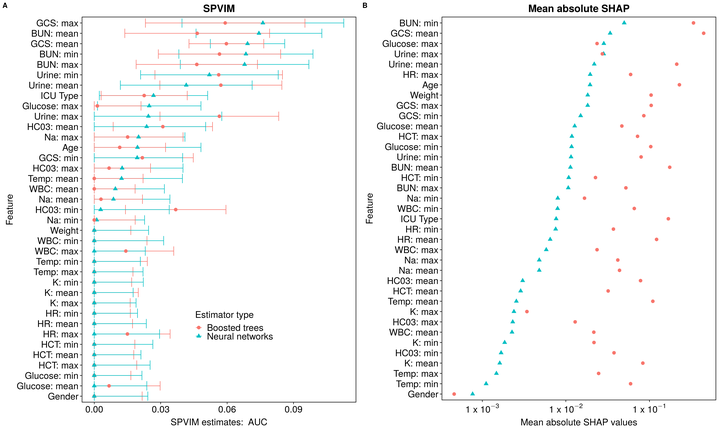 A
SPVIM
GCS: max
BUN: mean
GCS: mean
BUN: min
BUN: max
Urine: min
Urine: mean
ICU Type
Glucose: max
Urine: max
HC03: mean
Na: max
Age
GCS: min
HC03: max
Temp: mean
WBC: mean
Na: mean
HC03: min
Na: min
Weight
WBC: min
WBC: max
Temp: min
Temp: max
K: min
K: mean
K: max
HR: min
HR: mean
HR: max
HCT: min
HCT: mean
HCT: max
Glucose: min
Glucose: mean
Gender
Feature
Estimator type
Boosted trees
Neural networks
0.00 0.03 0.06 0.09
SPVIM estimates: AUC
B
Mean absolute SHAP
BUN: min
GCS: mean
Glucose: max
Urine: max
Urine: mean
HR: max
Age
Weight
GCS: max
GCS: min
Glucose: mean
HCT: max
Glucose: min
Urine: min
BUN: mean
HCT: min
BUN: max
Na: min
WBC: min
ICU Type
HR: min
HR: mean
WBC: max
Na: max
Na: mean
HC03: mean
HCT: mean
Temp: mean
K: max
HC03: max
WBC: mean
K: min
HC03: min
K: mean
Temp: max
Temp: min
Gender
Feature
1 x 10⁻³ 1 x 10⁻² 1 x 10⁻¹
Mean absolute SHAP values